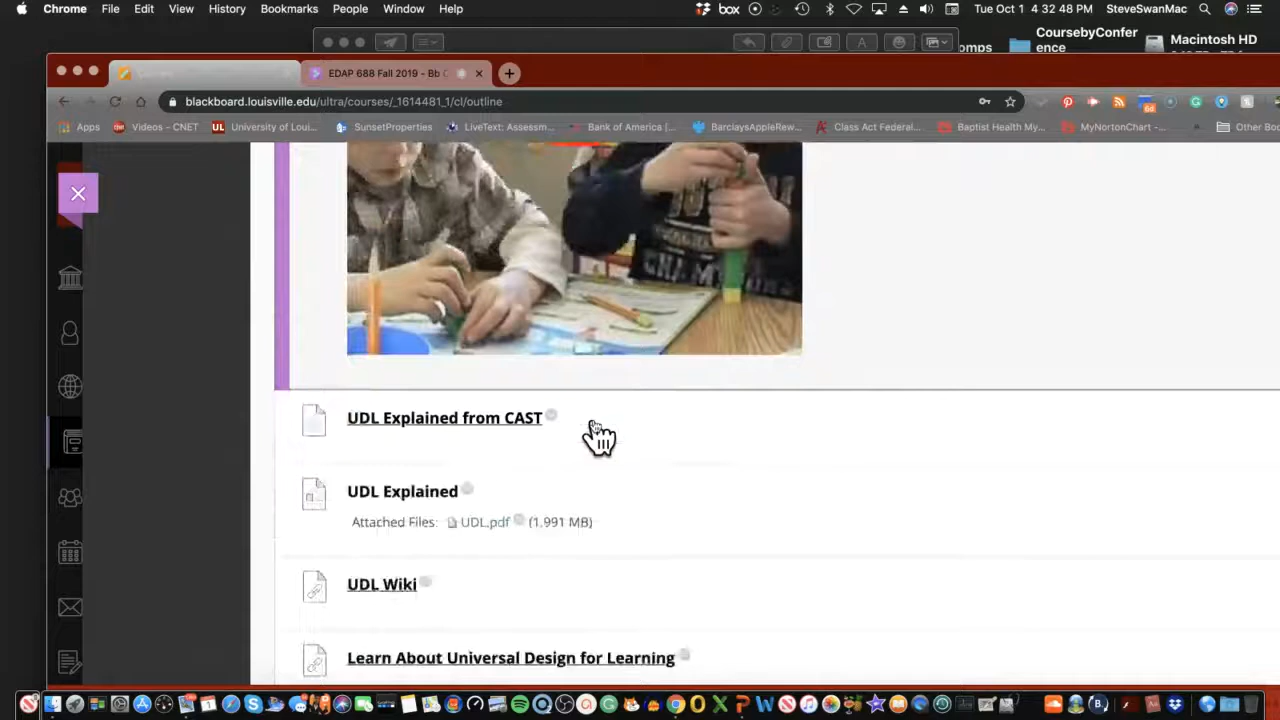 Chrome File Edit View History Bookmarks People Window Help box Tue Oct 1 4:32:48 PM SteveSwanMac
omps CoursebyConference Macintosh HD
EDAP 688 Fall 2019 - Bb C
blackboard.louisville.edu/ultra/courses/_1614481_1/cl/outline
Apps Videos - CNET University of Loui... SunsetProperties LiveText: Assessm... Bank of America |... BarclaysAppleRew... Class Act Federal... Baptist Health My... MyNortonChart -... Other Boo
UDL Explained from CAST
UDL Explained
Attached Files: UDL.pdf (1.991 MB)
UDL Wiki
Learn About Universal Design for Learning